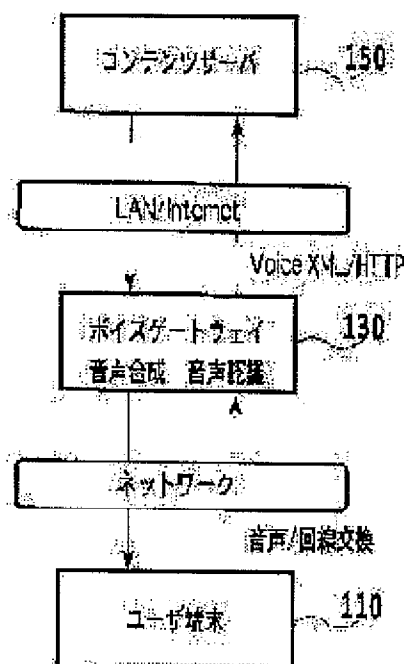 コンテンツサーバ
150
LAN/Internet
Voice XML/HTTP
ボイスゲートウェイ
130
音声合成 音声認識
ネットワーク
音声/回線交換
ユーザ端末
110